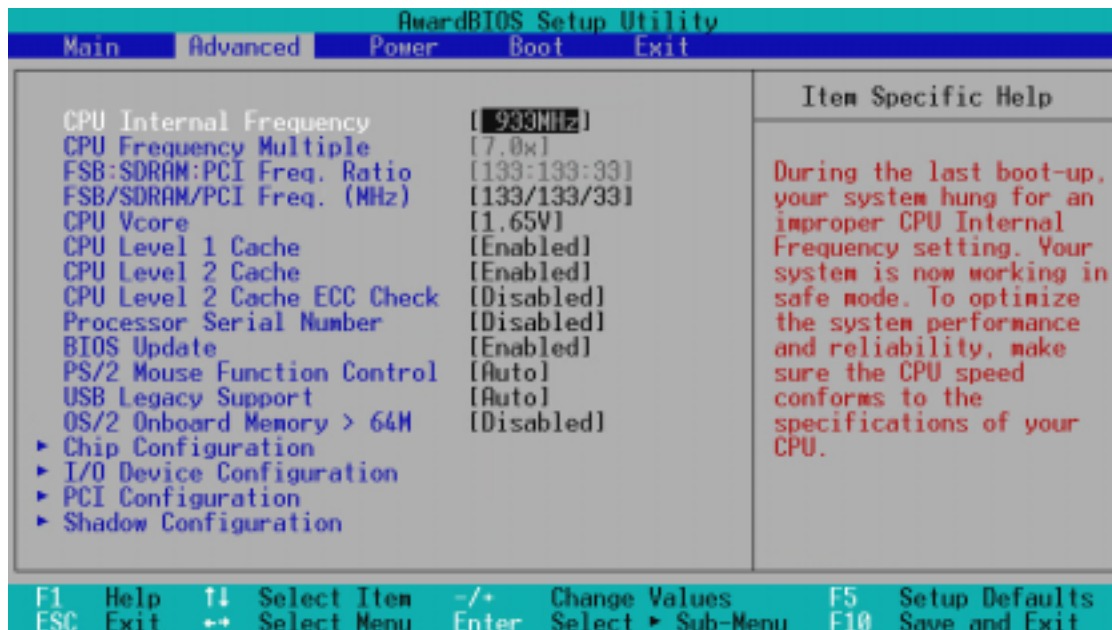 AwardBIOS Setup Utility
Main Advanced Power Boot Exit
CPU Internal Frequency [ 933MHz]
CPU Frequency Multiple [7.0x]
FSB:SDRAM:PCI Freq. Ratio [133:133:33]
FSB/SDRAM/PCI Freq. (MHz) [133/133/33]
CPU Vcore [1.65V]
CPU Level 1 Cache [Enabled]
CPU Level 2 Cache [Enabled]
CPU Level 2 Cache ECC Check [Disabled]
Processor Serial Number [Disabled]
BIOS Update [Enabled]
PS/2 Mouse Function Control [Auto]
USB Legacy Support [Auto]
OS/2 Onboard Memory > 64M [Disabled]
► Chip Configuration
► I/O Device Configuration
► PCI Configuration
► Shadow Configuration
Item Specific Help
During the last boot-up,
your system hung for an
improper CPU Internal
Frequency setting. Your
system is now working in
safe mode. To optimize
the system performance
and reliability, make
sure the CPU speed
conforms to the
specifications of your
CPU.
F1 Help ↑↓ Select Item -/+ Change Values F5 Setup Defaults
ESC Exit ←→ Select Menu Enter Select ► Sub-Menu F10 Save and Exit